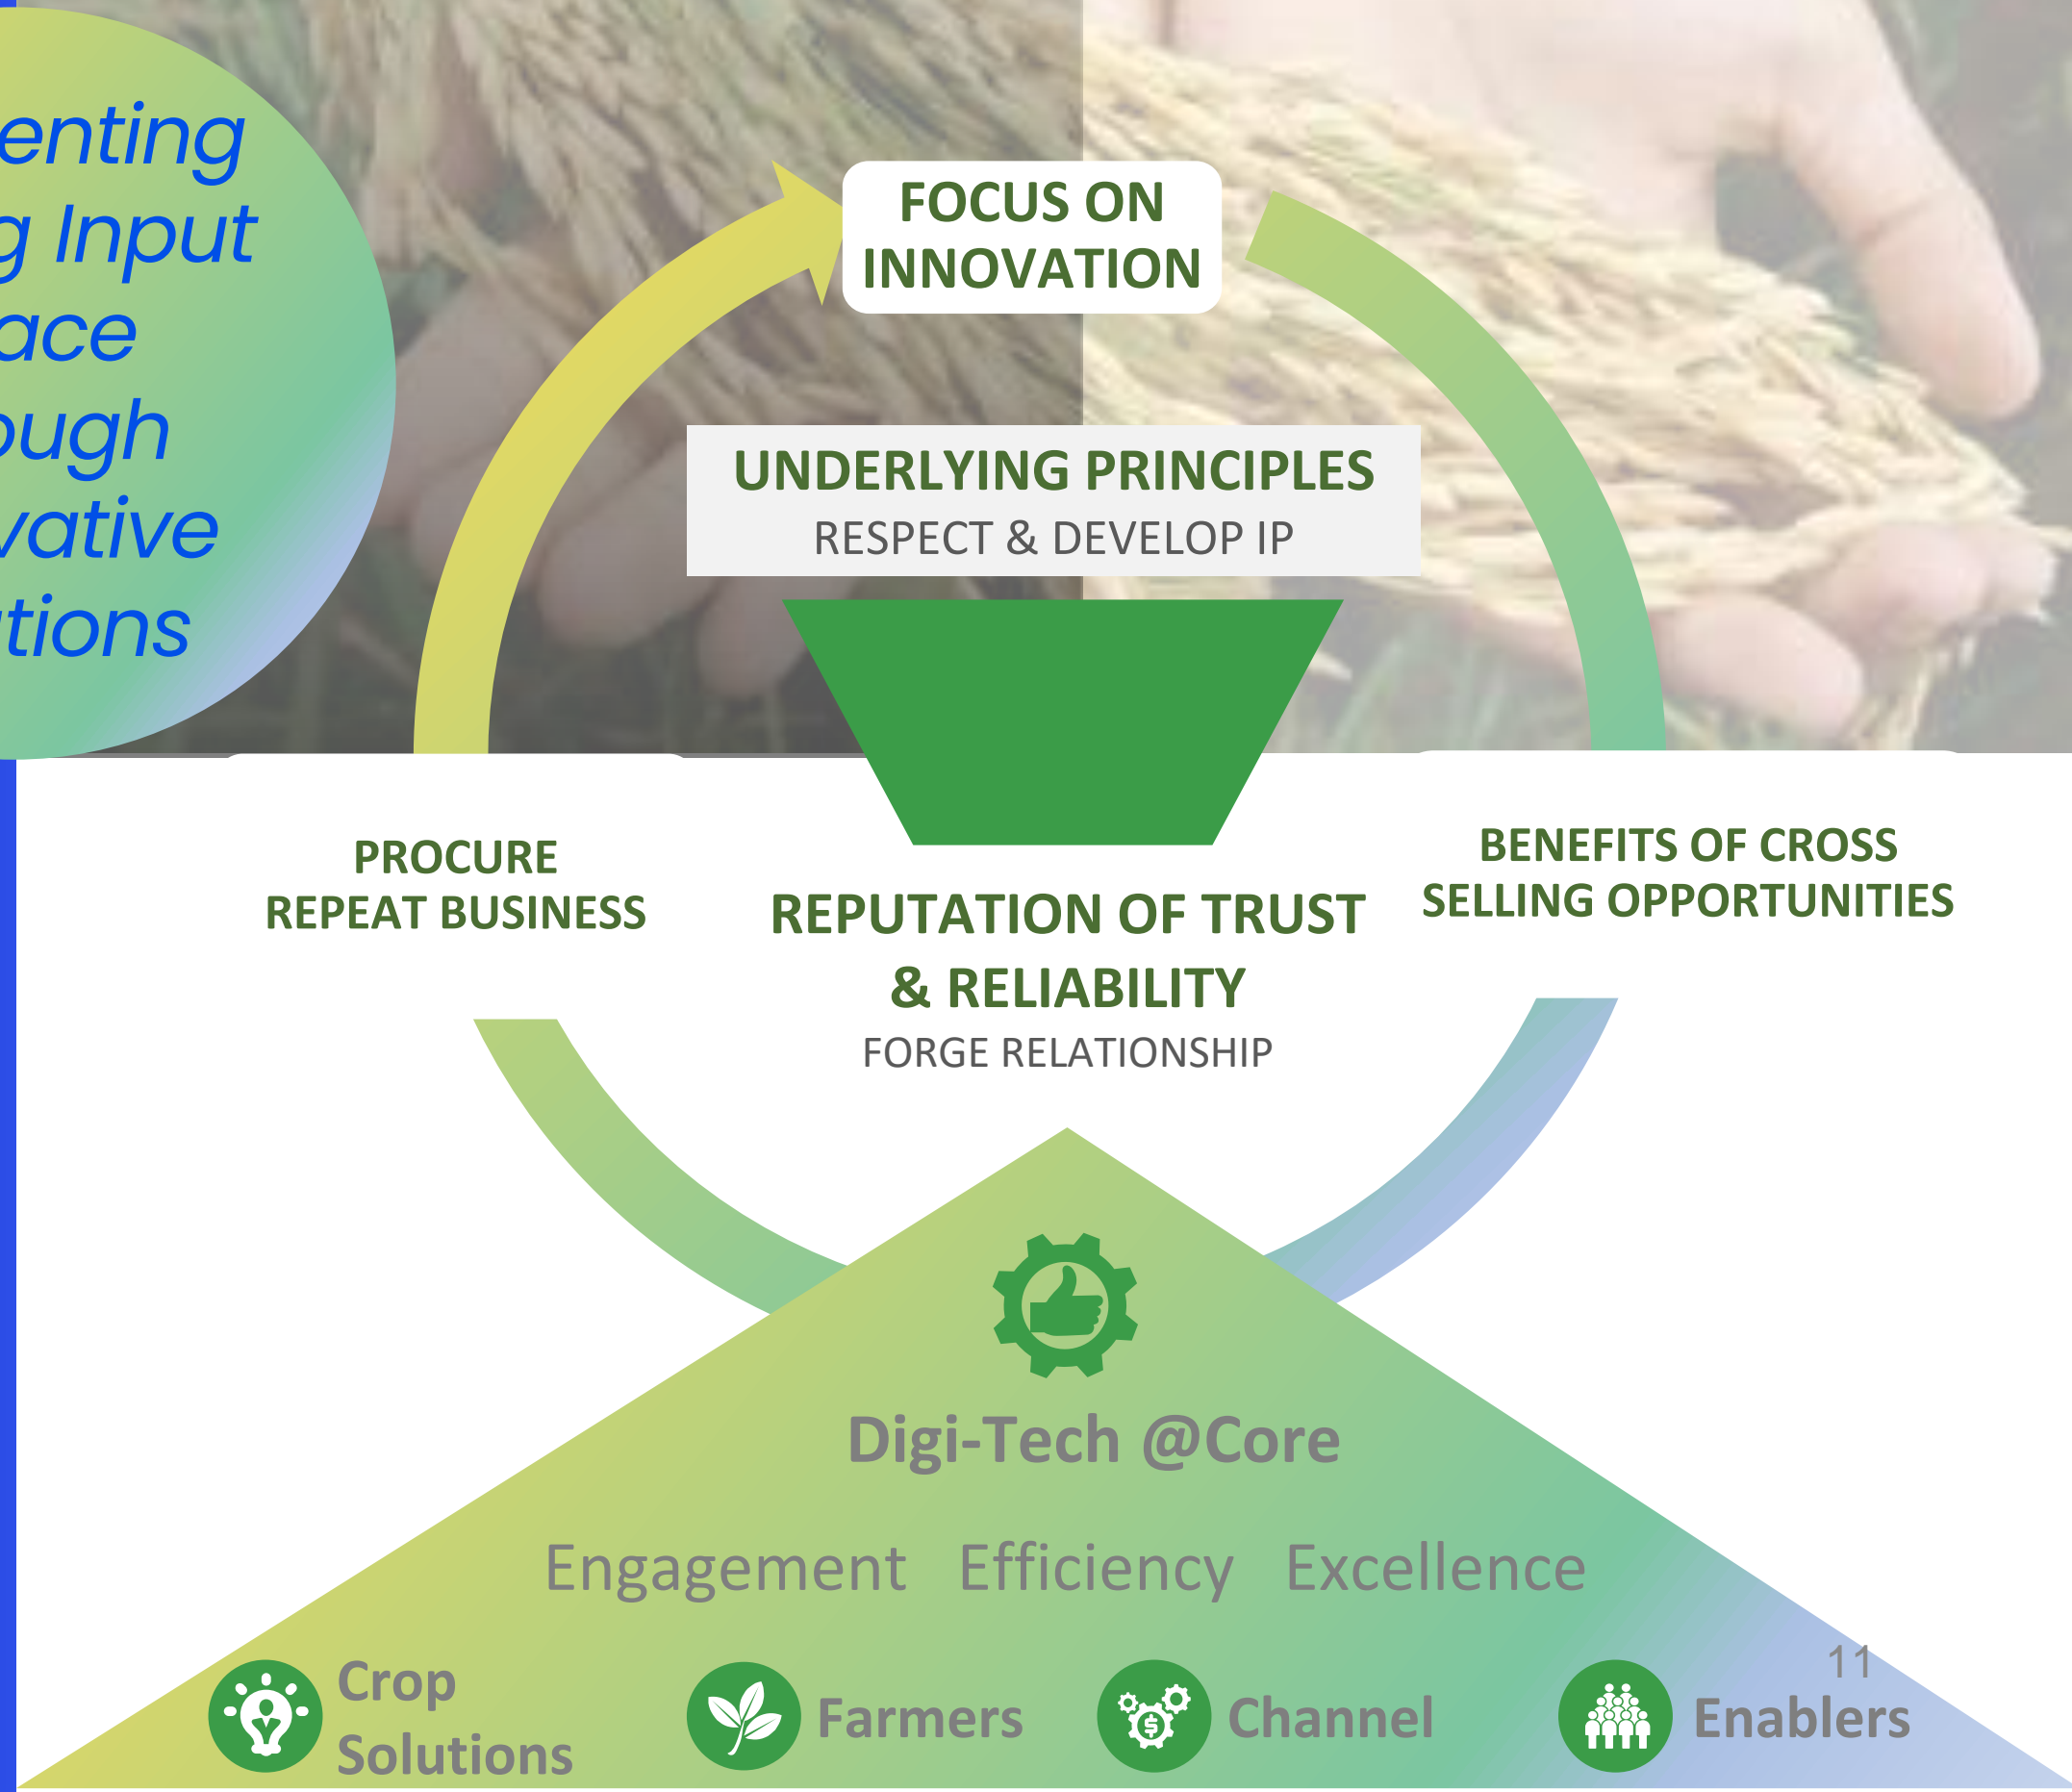 enting
g Input
ace
ough
vative
tions
FOCUS ON
INNOVATION
UNDERLYING PRINCIPLES
RESPECT & DEVELOP IP
PROCURE
REPEAT BUSINESS
REPUTATION OF TRUST
& RELIABILITY
FORGE RELATIONSHIP
BENEFITS OF CROSS
SELLING OPPORTUNITIES
Digi-Tech @Core
Engagement Efficiency Excellence
Crop
Solutions
Farmers
Channel
Enablers
11